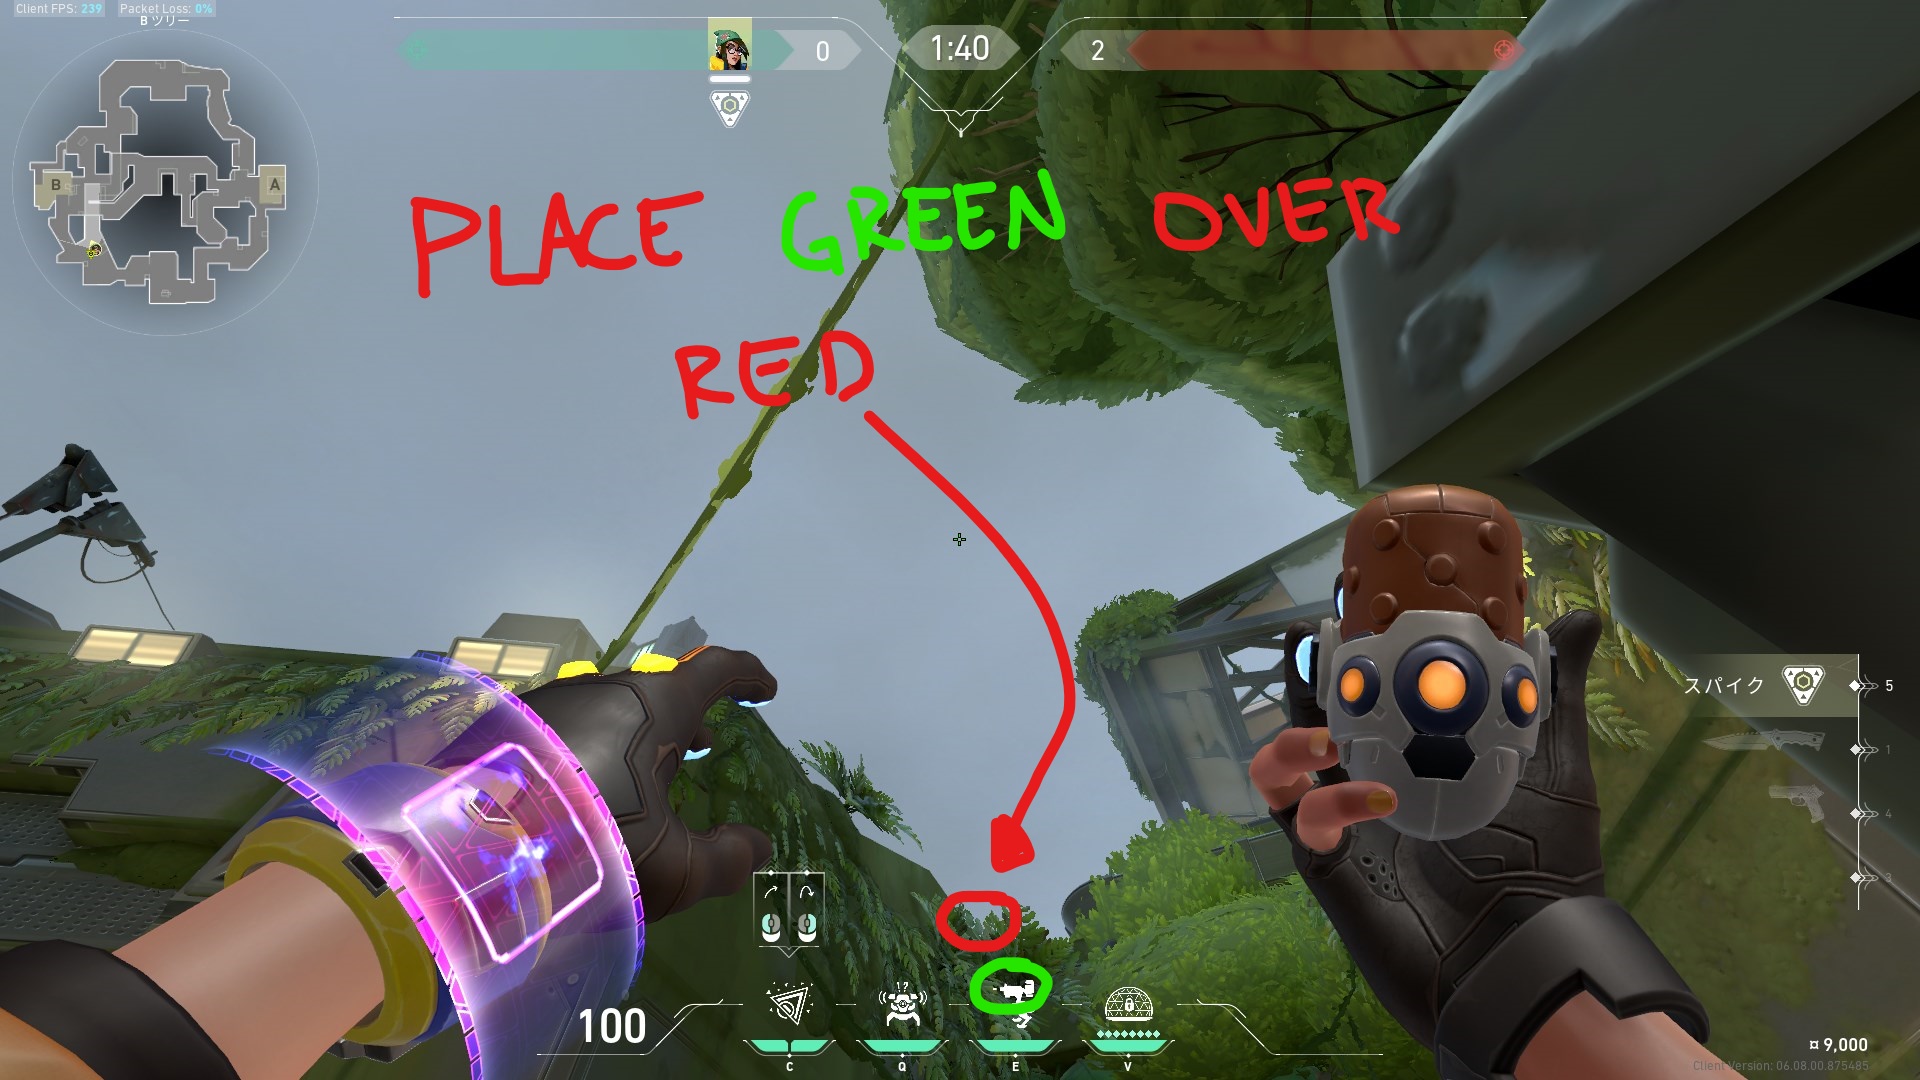 Client FPS: 239 Packet Loss: 0%
B ツリー
0 1:40 2
B A
PLACE GREEN OVER
RED
スパイク 5
1
4
3
!?
100
C Q E V
¤ 9,000
Client Version: 06.08.00.875485